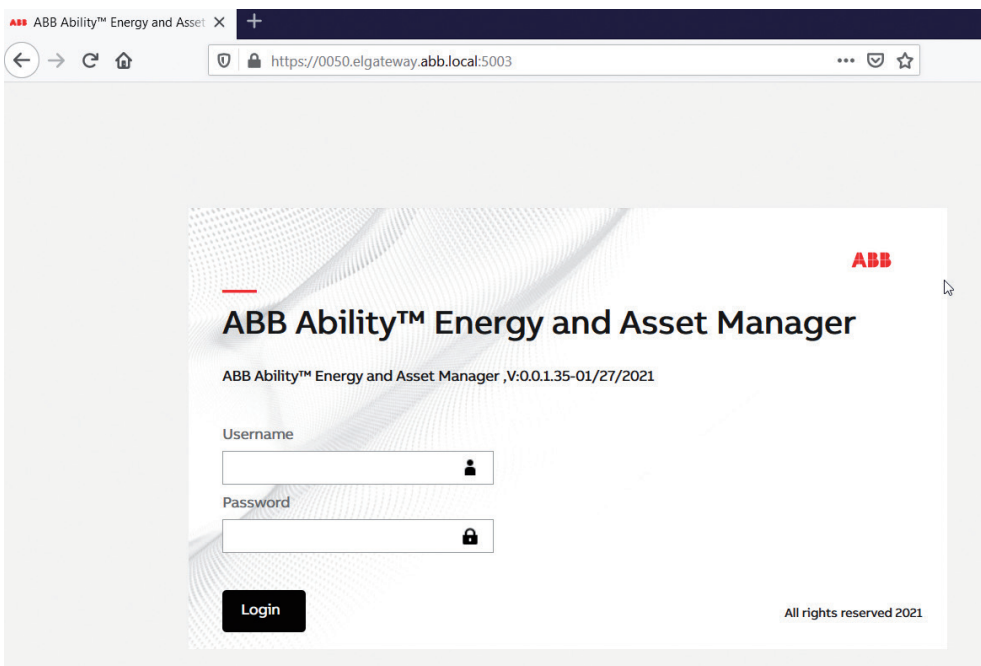 ABB ABB Ability™ Energy and Asset
https://0050.elgateway.abb.local:5003
ABB
ABB Ability™ Energy and Asset Manager
ABB Ability™ Energy and Asset Manager ,V:0.0.1.35-01/27/2021
Username
Password
Login
All rights reserved 2021